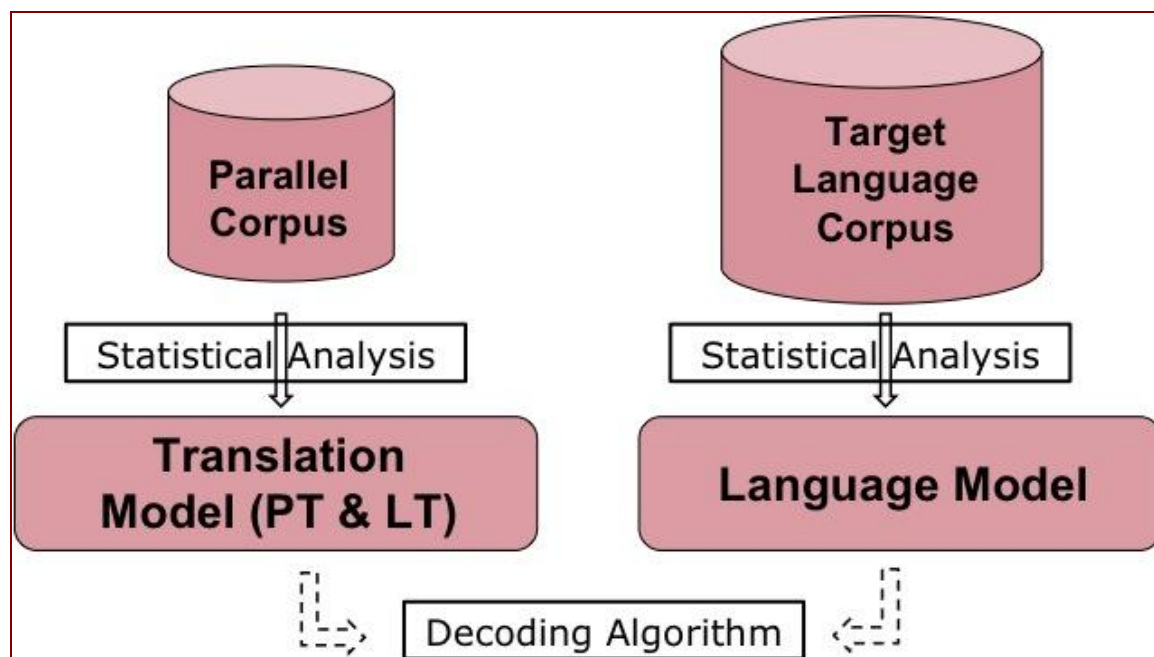 Parallel
Corpus
Target
Language
Corpus
Statistical Analysis
Statistical Analysis
Translation
Model (PT & LT)
Language Model
Decoding Algorithm